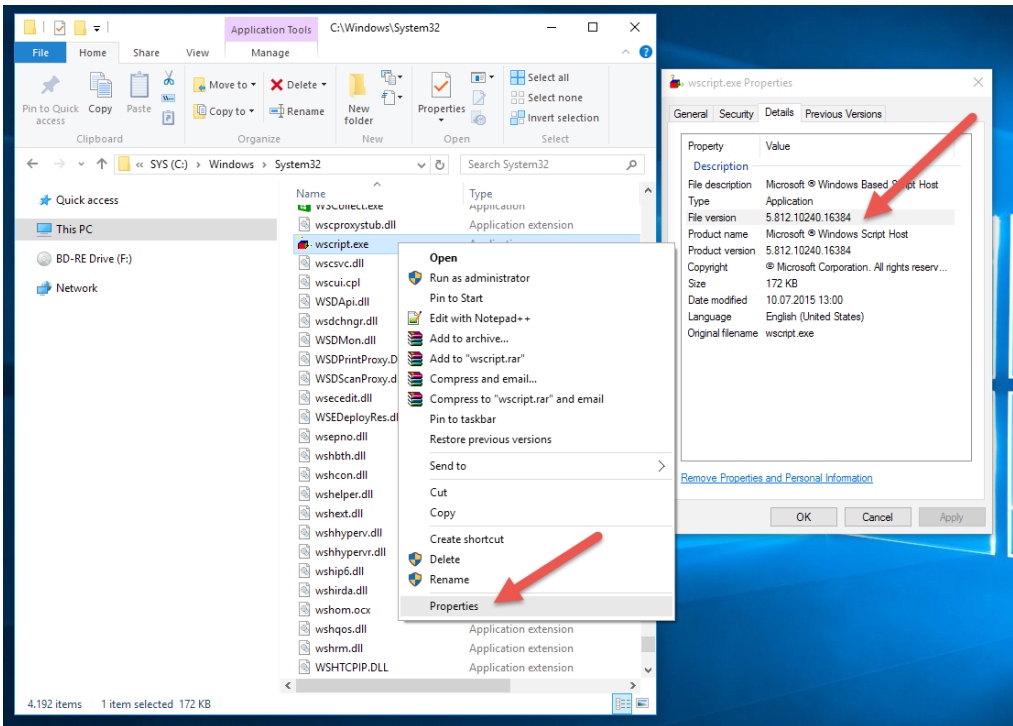 Application Tools
C:\Windows\System32
File
Home
Share
View
Manage
Pin to Quick access
Copy
Paste
Clipboard
Move to
Copy to
Delete
Rename
Organize
New folder
New
Properties
Open
Select all
Select none
Invert selection
Select
« SYS (C:) > Windows > System32
Search System32
Quick access
This PC
BD-RE Drive (F:)
Network
Name
Type
WSCollect.exe
Application
wscproxystub.dll
Application extension
wscript.exe
wscsvc.dll
wscui.cpl
WSDApi.dll
wsdchngr.dll
WSDMon.dll
WSDPrintProxy.D
WSDScanProxy.d
wsecedit.dll
WSEDeployRes.dl
wsepno.dll
wshbth.dll
wshcon.dll
wshelper.dll
wshext.dll
wshhyperv.dll
wshhypervr.dll
wship6.dll
wshirda.dll
wshom.ocx
wshqos.dll
Application extension
wshrm.dll
Application extension
WSHTCPIP.DLL
Application extension
4.192 items
1 item selected 172 KB
Open
Run as administrator
Pin to Start
Edit with Notepad++
Add to archive...
Add to "wscript.rar"
Compress and email...
Compress to "wscript.rar" and email
Pin to taskbar
Restore previous versions
Send to
Cut
Copy
Create shortcut
Delete
Rename
Properties
wscript.exe Properties
General
Security
Details
Previous Versions
Property
Value
Description
File description
Microsoft ® Windows Based Script Host
Type
Application
File version
5.812.10240.16384
Product name
Microsoft ® Windows Script Host
Product version
5.812.10240.16384
Copyright
® Microsoft Corporation. All rights reserv...
Size
172 KB
Date modified
10.07.2015 13:00
Language
English (United States)
Original filename
wscript.exe
Remove Properties and Personal Information
OK
Cancel
Apply